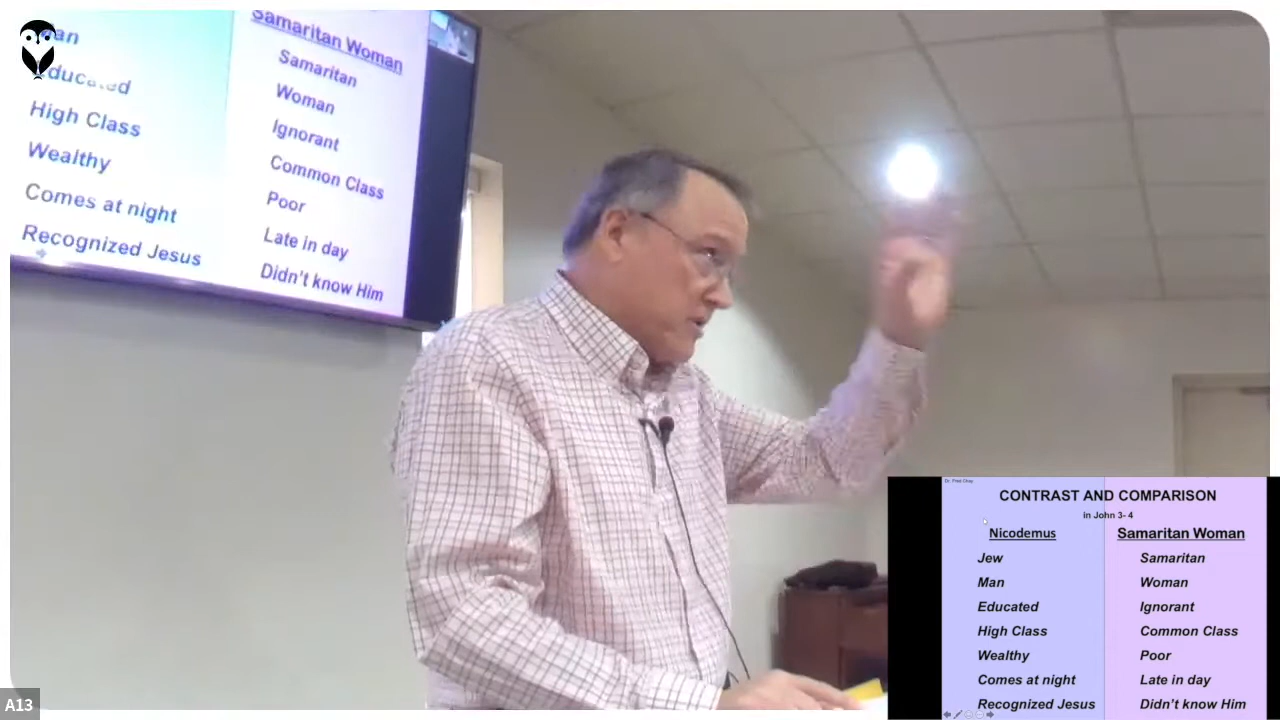 Samaritan Woman
Samaritan
Educated
Woman
High Class
Ignorant
Wealthy
Common Class
Comes at night
Poor
Recognized Jesus
Late in day
Didn't know Him
CONTRAST AND COMPARISON
in John 3- 4
Nicodemus
Samaritan Woman
Jew
Samaritan
Man
Woman
Educated
Ignorant
High Class
Common Class
Wealthy
Poor
Comes at night
Late in day
Recognized Jesus
Didn't know Him
A13